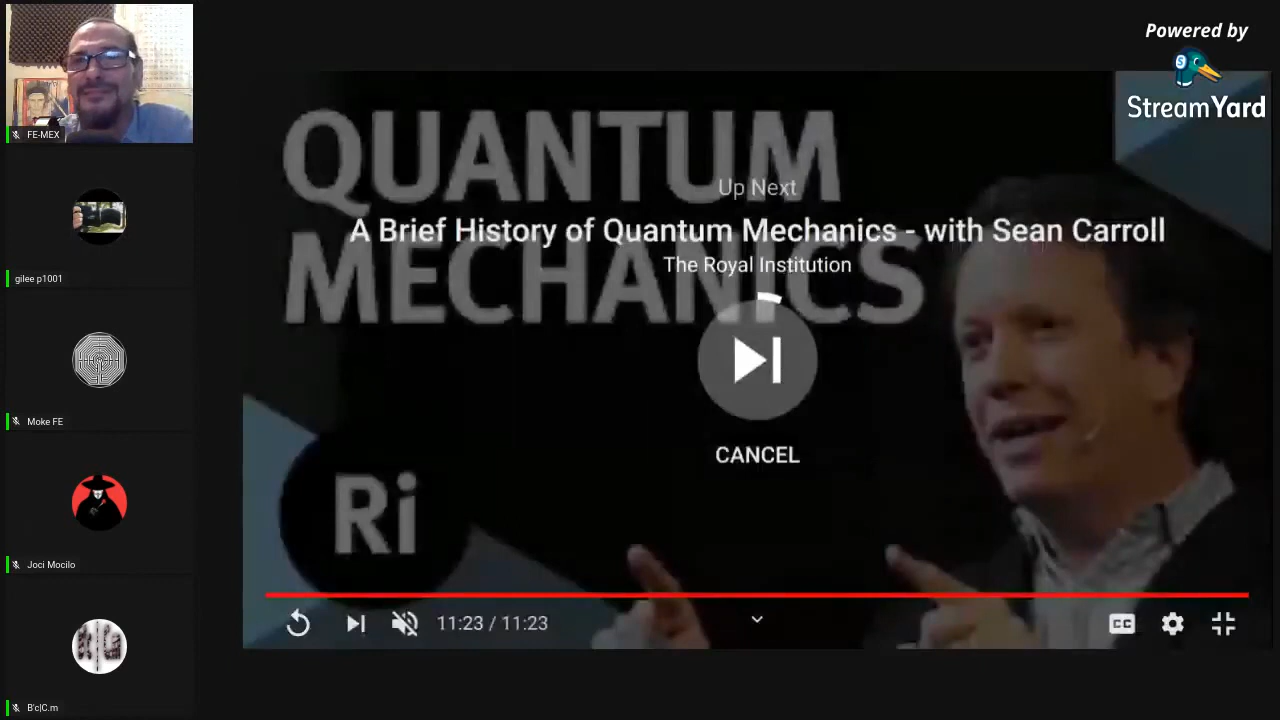 Powered by
StreamYard
FE-MEX
gilee p1001
Moke FE
Joci Mocilo
B'c|C.m
QUANTUM
Up Next
A Brief History of Quantum Mechanics - with Sean Carroll
MECHANICS
The Royal Institution
CANCEL
Ri
11:23 / 11:23
CC